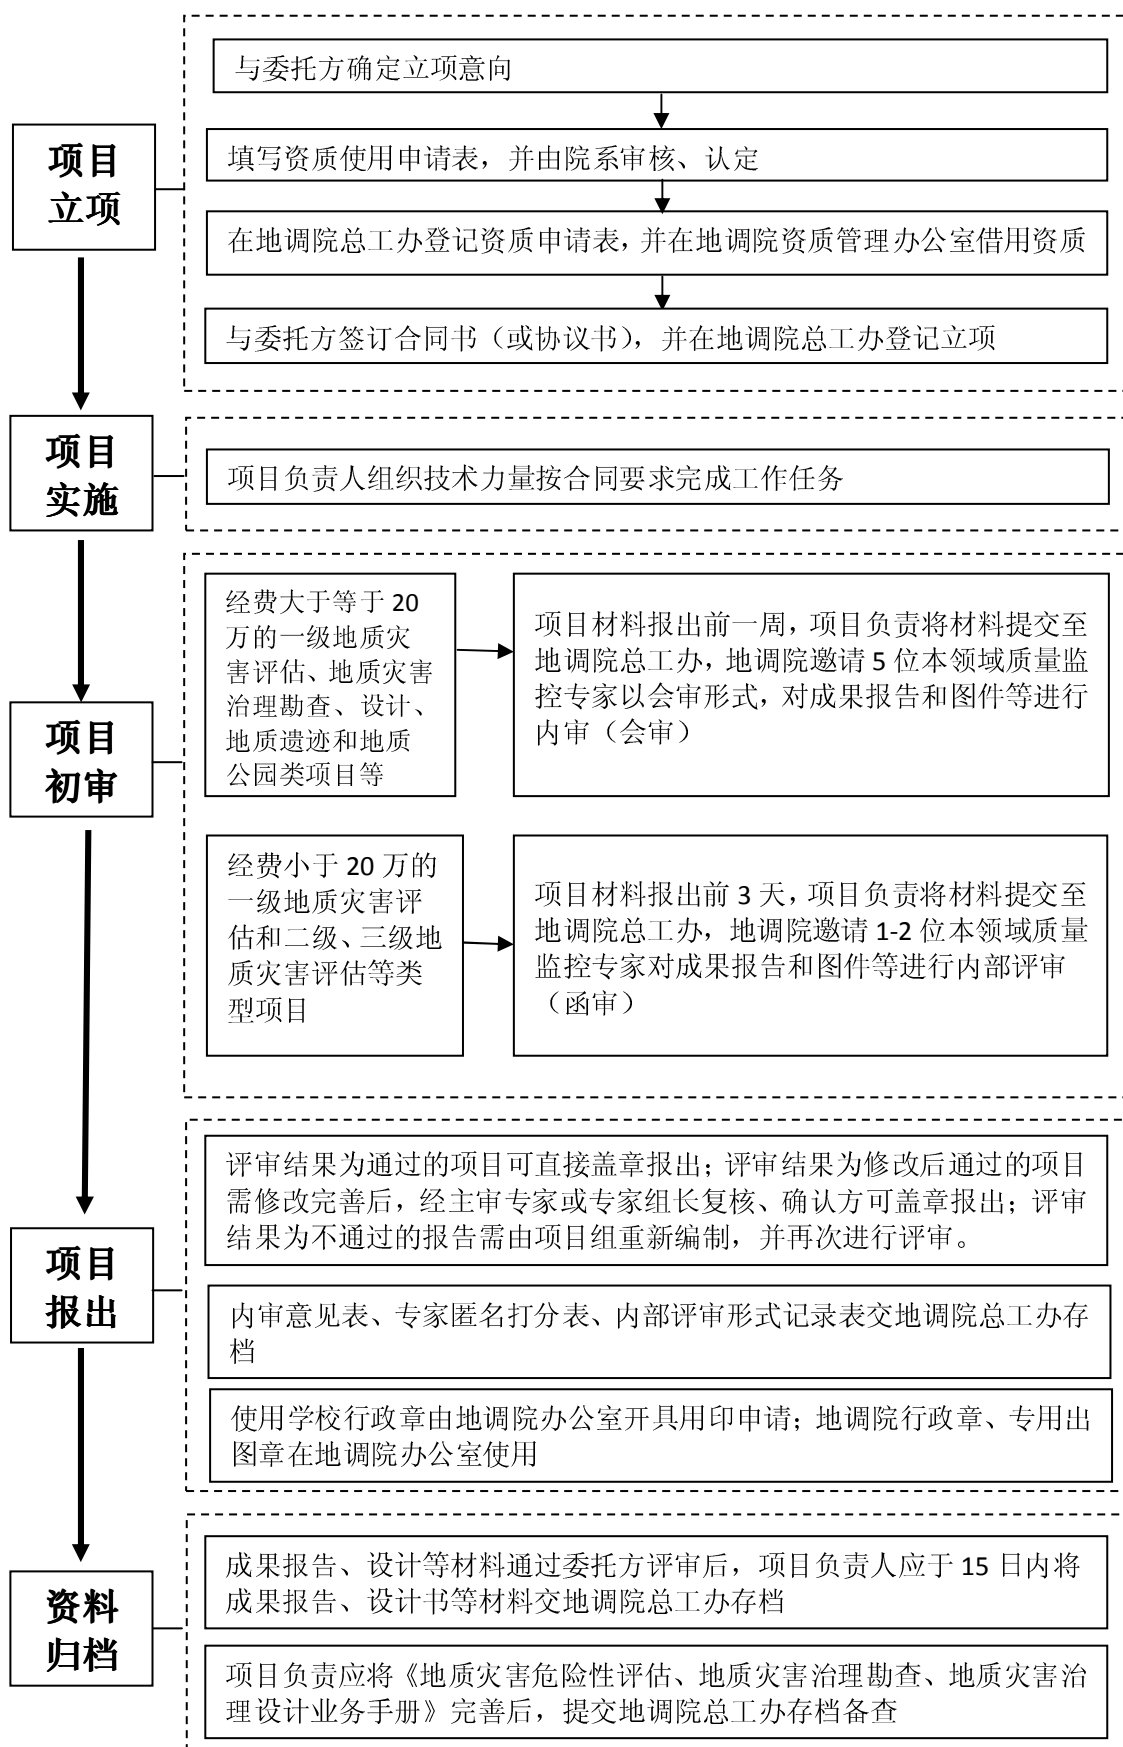 项目
立项
与委托方确定立项意向
填写资质使用申请表，并由院系审核、认定
在地调院总工办登记资质申请表，并在地调院资质管理办公室借用资质
与委托方签订合同书（或协议书），并在地调院总工办登记立项
项目
实施
项目负责人组织技术力量按合同要求完成工作任务
项目
初审
经费大于等于 20
万的一级地质灾
害评估、地质灾害
治理勘查、设计、
地质遗迹和地质
公园类项目等
项目材料报出前一周，项目负责将材料提交至
地调院总工办，地调院邀请 5 位本领域质量监
控专家以会审形式，对成果报告和图件等进行
内审（会审）
经费小于 20 万的
一级地质灾害评
估和二级、三级地
质灾害评估等类
型项目
项目材料报出前 3 天，项目负责将材料提交至
地调院总工办，地调院邀请 1-2 位本领域质量
监控专家对成果报告和图件等进行内部评审
（函审）
项目
报出
评审结果为通过的项目可直接盖章报出；评审结果为修改后通过的项目
需修改完善后，经主审专家或专家组长复核、确认方可盖章报出；评审
结果为不通过的报告需由项目组重新编制，并再次进行评审。
内审意见表、专家匿名打分表、内部评审形式记录表交地调院总工办存
档
使用学校行政章由地调院办公室开具用印申请；地调院行政章、专用出
图章在地调院办公室使用
资料
归档
成果报告、设计等材料通过委托方评审后，项目负责人应于 15 日内将
成果报告、设计书等材料交地调院总工办存档
项目负责应将《地质灾害危险性评估、地质灾害治理勘查、地质灾害治
理设计业务手册》完善后，提交地调院总工办存档备查